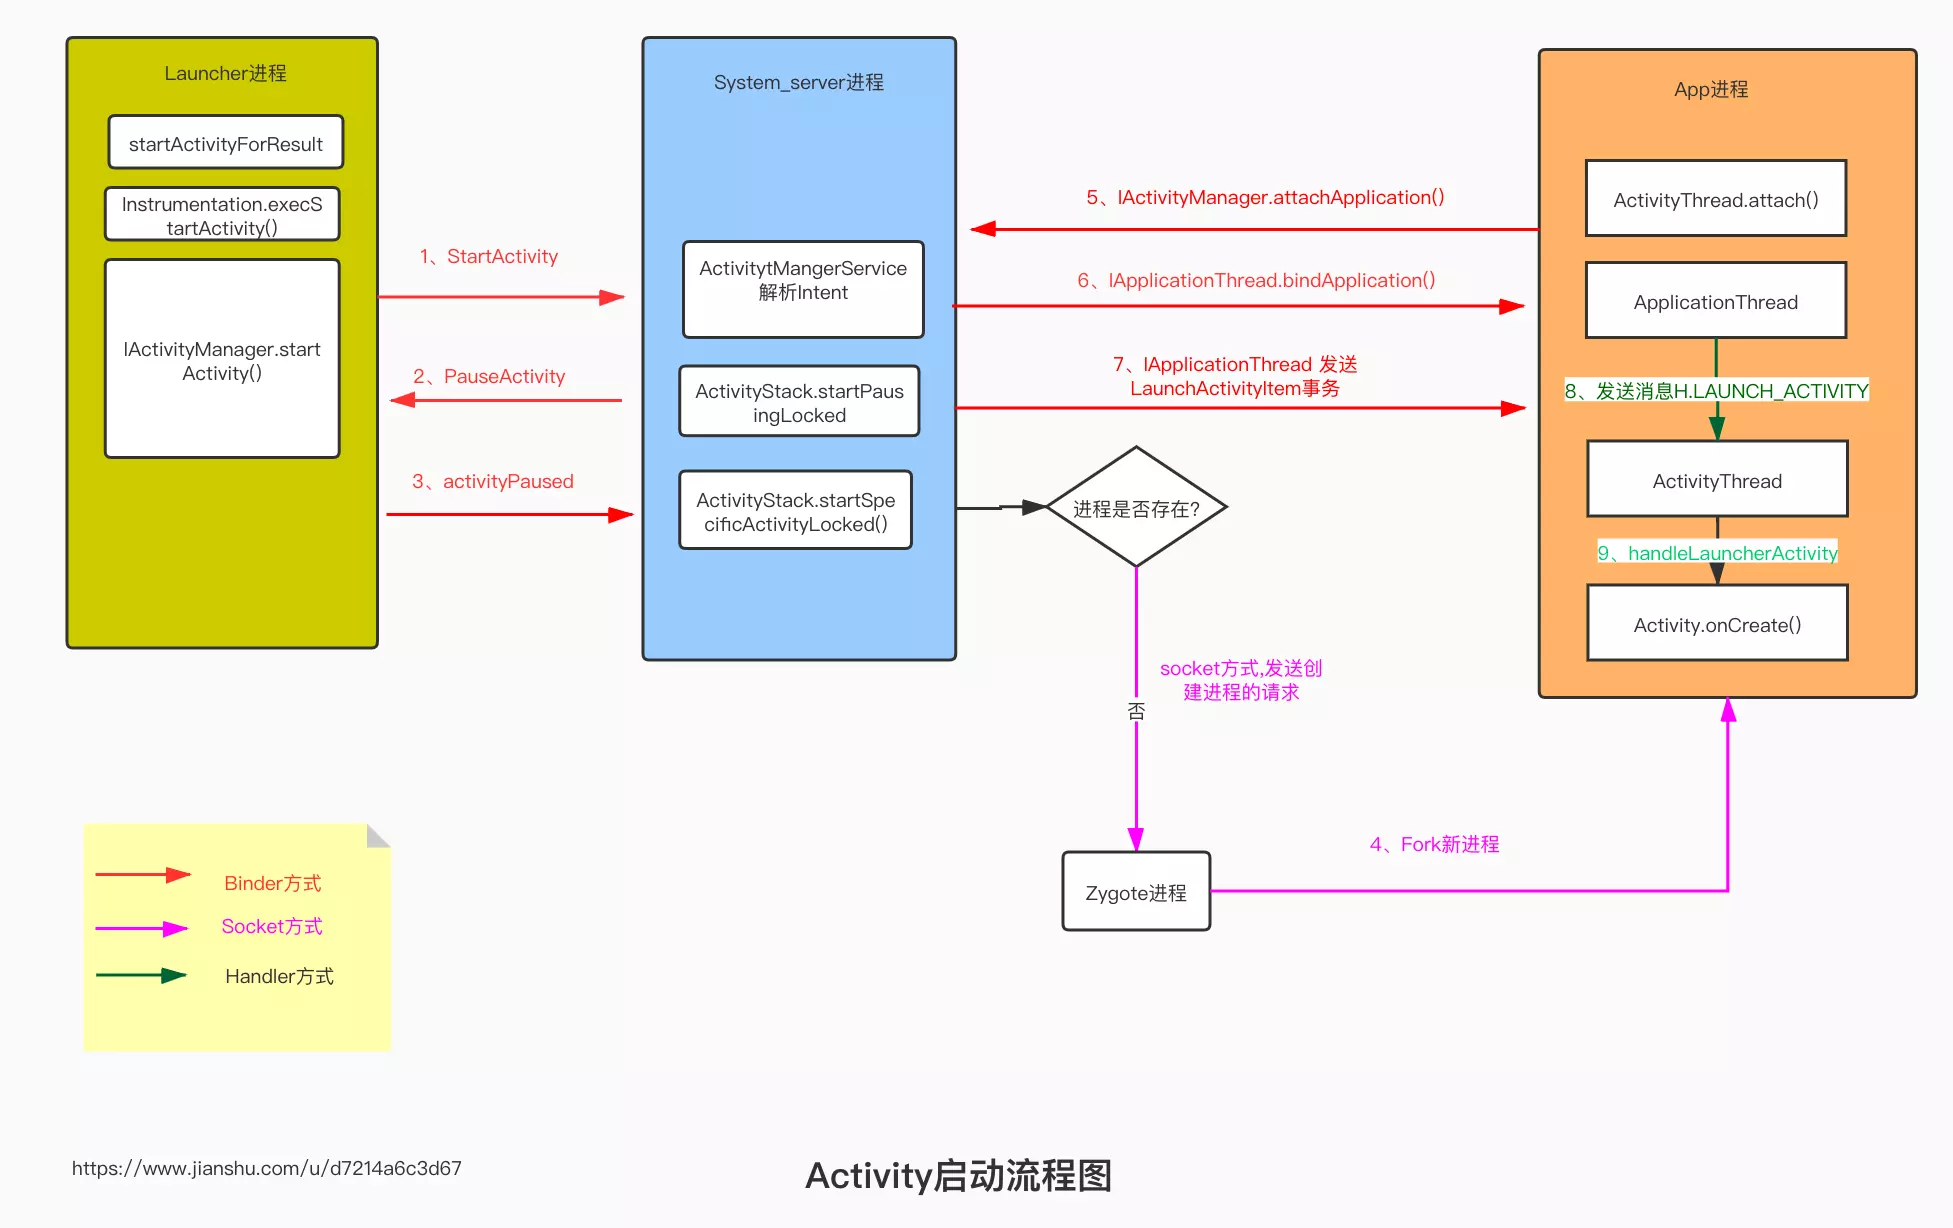 Launcher进程
startActivityForResult
Instrumentation.execS
tartActivity()
IActivityManager.start
Activity()
1、StartActivity
2、PauseActivity
3、activityPaused
System_server进程
ActivitytMangerService
解析Intent
ActivityStack.startPaus
ingLocked
ActivityStack.startSpe
cificActivityLocked()
5、IActivityManager.attachApplication()
6、IApplicationThread.bindApplication()
7、IApplicationThread 发送
LaunchActivityItem事务
进程是否存在?
socket方式,发送创
建进程的请求
否
Zygote进程
4、Fork新进程
App进程
ActivityThread.attach()
ApplicationThread
8、发送消息H.LAUNCH_ACTIVITY
ActivityThread
9、handleLauncherActivity
Activity.onCreate()
Binder方式
Socket方式
Handler方式
https://www.jianshu.com/u/d7214a6c3d67
Activity启动流程图